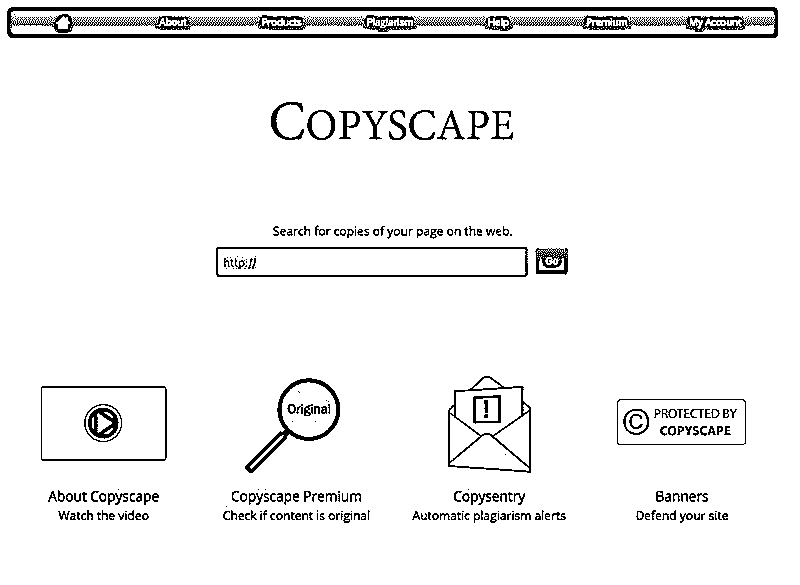 About Products Plagiarism Help Premium My Account
COPYSCAPE
Search for copies of your page on the web.
http:// Go
Original
!
© PROTECTED BY
COPYSCAPE
About Copyscape Copyscape Premium Copysentry Banners
Watch the video Check if content is original Automatic plagiarism alerts Defend your site